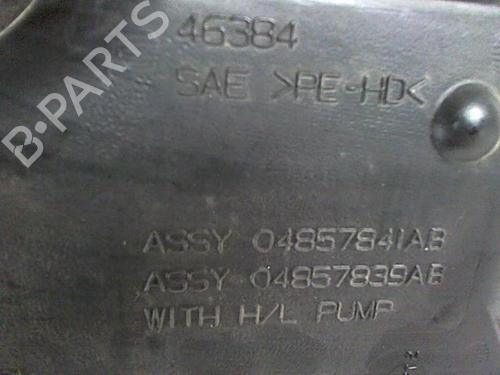 B-PARTS
46384
SAE >PE-HD<
ASSY 04857841AB
ASSY 04857839AB
WITH H/L PUMP